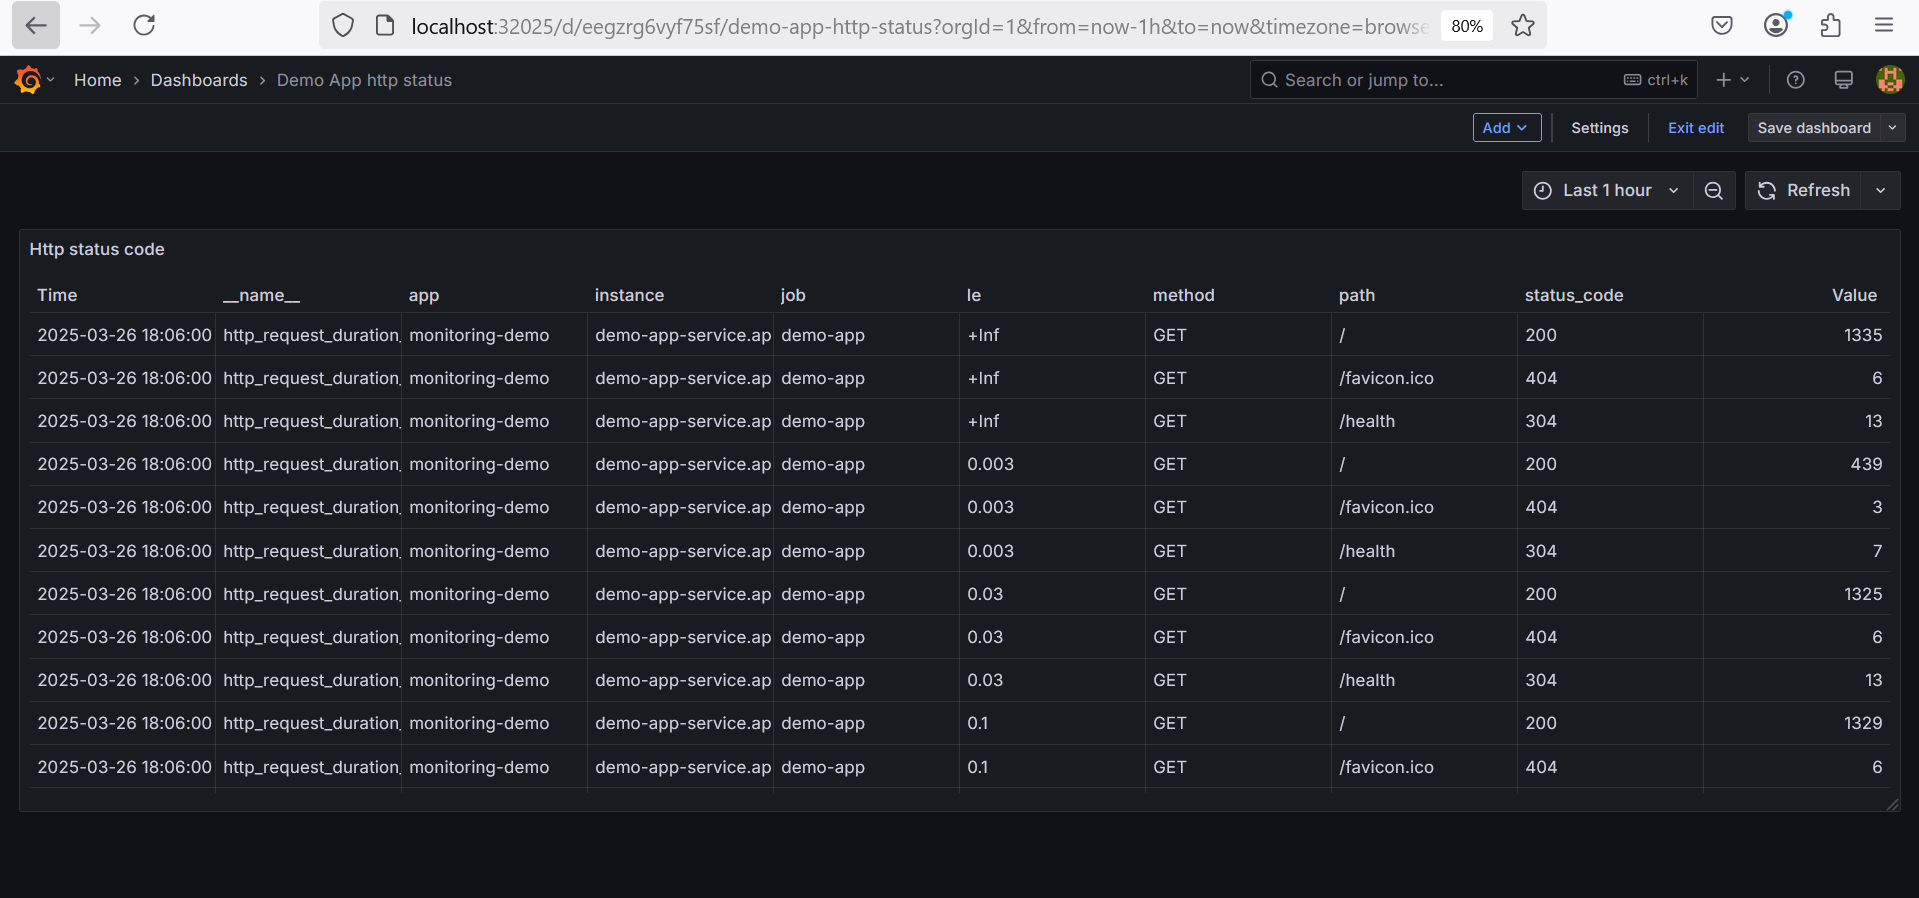 localhost:32025/d/eegzrg6vyf75sf/demo-app-http-status?orgId=1&from=now-1h&to=now&timezone=browse 80%
Home › Dashboards › Demo App http status Search or jump to... ctrl+k
Add Settings Exit edit Save dashboard
Last 1 hour Refresh
Http status code
Time __name__ app instance job le method path status_code Value
2025-03-26 18:06:00 http_request_duration_ monitoring-demo demo-app-service.ap demo-app +Inf GET / 200 1335
2025-03-26 18:06:00 http_request_duration_ monitoring-demo demo-app-service.ap demo-app +Inf GET /favicon.ico 404 6
2025-03-26 18:06:00 http_request_duration_ monitoring-demo demo-app-service.ap demo-app +Inf GET /health 304 13
2025-03-26 18:06:00 http_request_duration_ monitoring-demo demo-app-service.ap demo-app 0.003 GET / 200 439
2025-03-26 18:06:00 http_request_duration_ monitoring-demo demo-app-service.ap demo-app 0.003 GET /favicon.ico 404 3
2025-03-26 18:06:00 http_request_duration_ monitoring-demo demo-app-service.ap demo-app 0.003 GET /health 304 7
2025-03-26 18:06:00 http_request_duration_ monitoring-demo demo-app-service.ap demo-app 0.03 GET / 200 1325
2025-03-26 18:06:00 http_request_duration_ monitoring-demo demo-app-service.ap demo-app 0.03 GET /favicon.ico 404 6
2025-03-26 18:06:00 http_request_duration_ monitoring-demo demo-app-service.ap demo-app 0.03 GET /health 304 13
2025-03-26 18:06:00 http_request_duration_ monitoring-demo demo-app-service.ap demo-app 0.1 GET / 200 1329
2025-03-26 18:06:00 http_request_duration_ monitoring-demo demo-app-service.ap demo-app 0.1 GET /favicon.ico 404 6